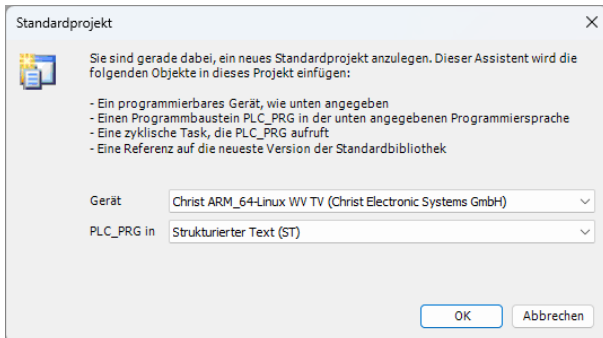 Standardprojekt
Sie sind gerade dabei, ein neues Standardprojekt anzulegen. Dieser Assistent wird die
folgenden Objekte in dieses Projekt einfügen:
- Ein programmierbares Gerät, wie unten angegeben
- Einen Programmbaustein PLC_PRG in der unten angegebenen Programmiersprache
- Eine zyklische Task, die PLC_PRG aufruft
- Eine Referenz auf die neueste Version der Standardbibliothek
Gerät Christ ARM_64-Linux WV TV (Christ Electronic Systems GmbH)
PLC_PRG in Strukturierter Text (ST)
OK Abbrechen